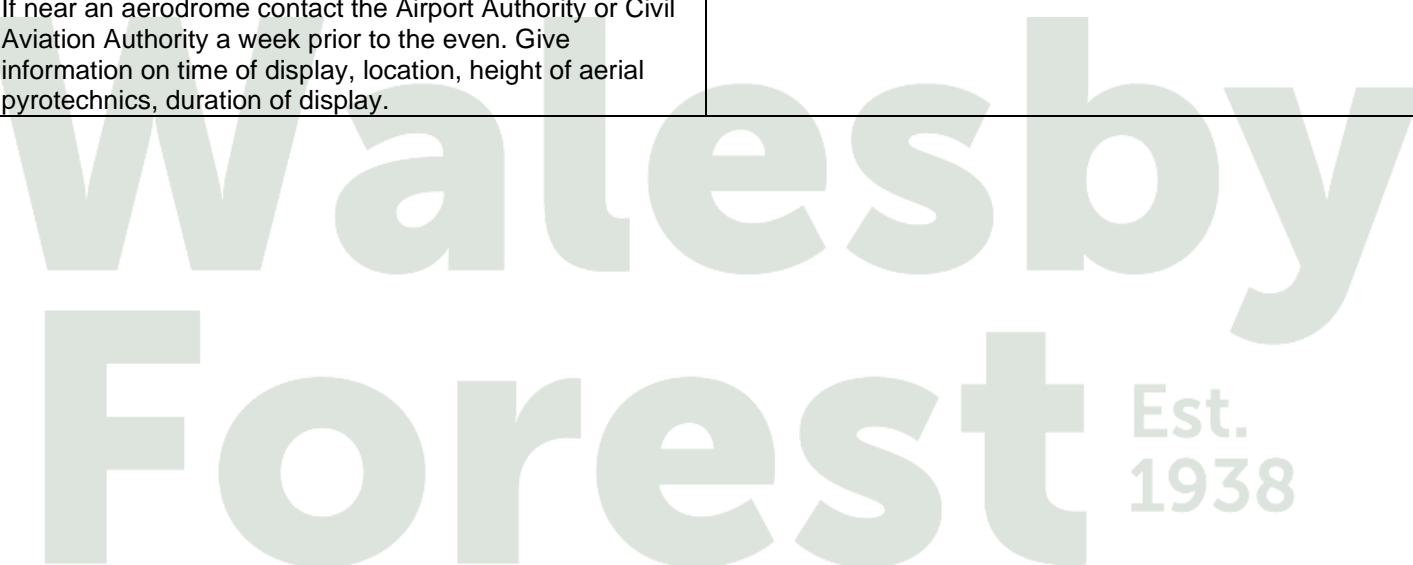 If near an aerodrome contact the Airport Authority or Civil
Aviation Authority a week prior to the even. Give
information on time of display, location, height of aerial
pyrotechnics, duration of display.
Walesby
Forest
Est.
1938